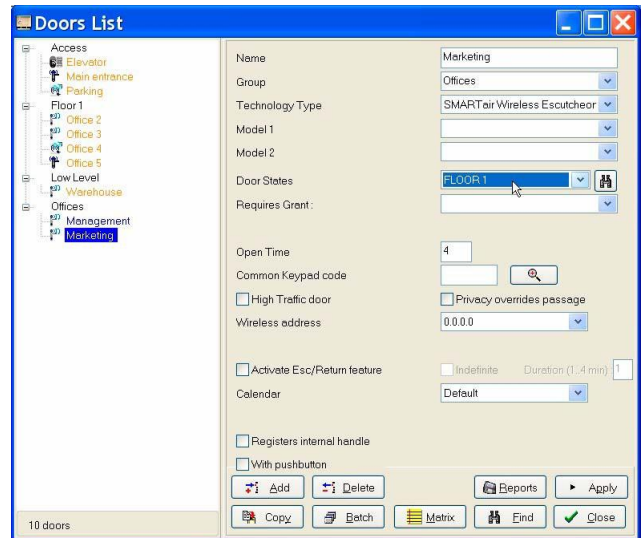 Doors List
Access
Elevator
Main entrance
Parking
Floor 1
Office 2
Office 3
Office 4
Office 5
Low Level
Warehouse
Offices
Management
Marketing
10 doors
Name Marketing
Group Offices
Technology Type SMARTair Wireless Escutcheor
Model 1
Model 2
Door States FLOOR 1
Requires Grant :
Open Time 4
Common Keypad code
High Traffic door Privacy overrides passage
Wireless address 0.0.0.0
Activate Esc/Return feature Indefinite Duration (1..4 min) 1
Calendar Default
Registers internal handle
With pushbutton
Add Delete Reports Apply
Copy Batch Matrix Find Close